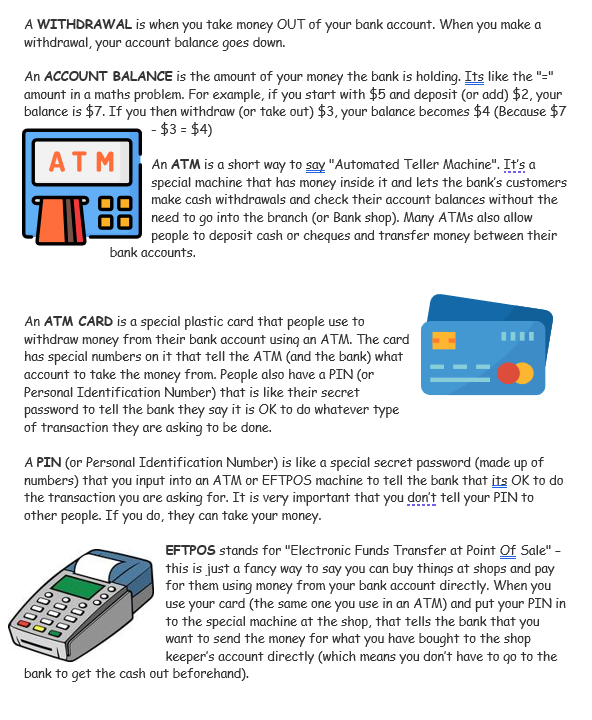 A WITHDRAWAL is when you take money OUT of your bank account. When you make a
withdrawal, your account balance goes down.
An ACCOUNT BALANCE is the amount of your money the bank is holding. Its like the "="
amount in a maths problem. For example, if you start with $5 and deposit (or add) $2, your
balance is $7. If you then withdraw (or take out) $3, your balance becomes $4 (Because $7
- $3 = $4)
ATM
An ATM is a short way to say "Automated Teller Machine". It's a
special machine that has money inside it and lets the bank's customers
make cash withdrawals and check their account balances without the
need to go into the branch (or Bank shop). Many ATMs also allow
people to deposit cash or cheques and transfer money between their
bank accounts.
An ATM CARD is a special plastic card that people use to
withdraw money from their bank account using an ATM. The card
has special numbers on it that tell the ATM (and the bank) what
account to take the money from. People also have a PIN (or
Personal Identification Number) that is like their secret
password to tell the bank they say it is OK to do whatever type
of transaction they are asking to be done.
A PIN (or Personal Identification Number) is like a special secret password (made up of
numbers) that you input into an ATM or EFTPOS machine to tell the bank that its OK to do
the transaction you are asking for. It is very important that you don't tell your PIN to
other people. If you do, they can take your money.
EFTPOS stands for "Electronic Funds Transfer at Point Of Sale" –
this is just a fancy way to say you can buy things at shops and pay
for them using money from your bank account directly. When you
use your card (the same one you use in an ATM) and put your PIN in
to the special machine at the shop, that tells the bank that you
want to send the money for what you have bought to the shop
keeper's account directly (which means you don't have to go to the
bank to get the cash out beforehand).